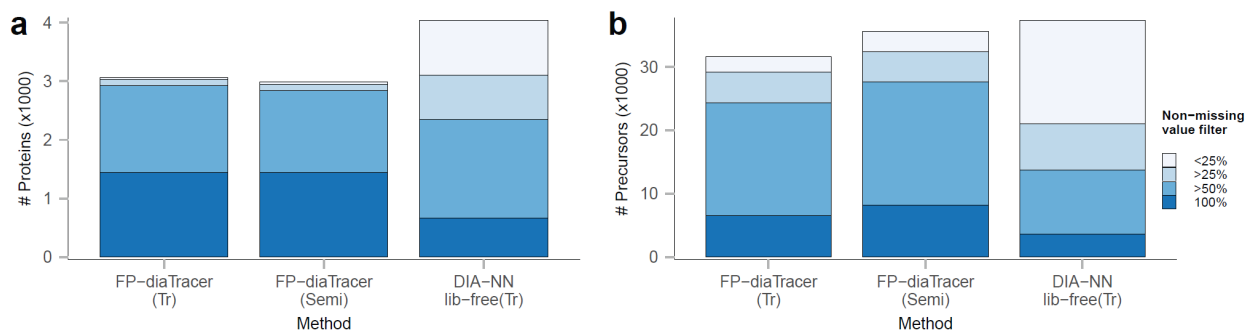 a
# Proteins (x1000)
4
3
2
1
0
FP−diaTracer
(Tr)
FP−diaTracer
(Semi)
DIA−NN
lib−free(Tr)
Method
b
# Precursors (x1000)
30
20
10
0
FP−diaTracer
(Tr)
FP−diaTracer
(Semi)
DIA−NN
lib−free(Tr)
Method
Non−missing
value filter
<25%
>25%
>50%
100%